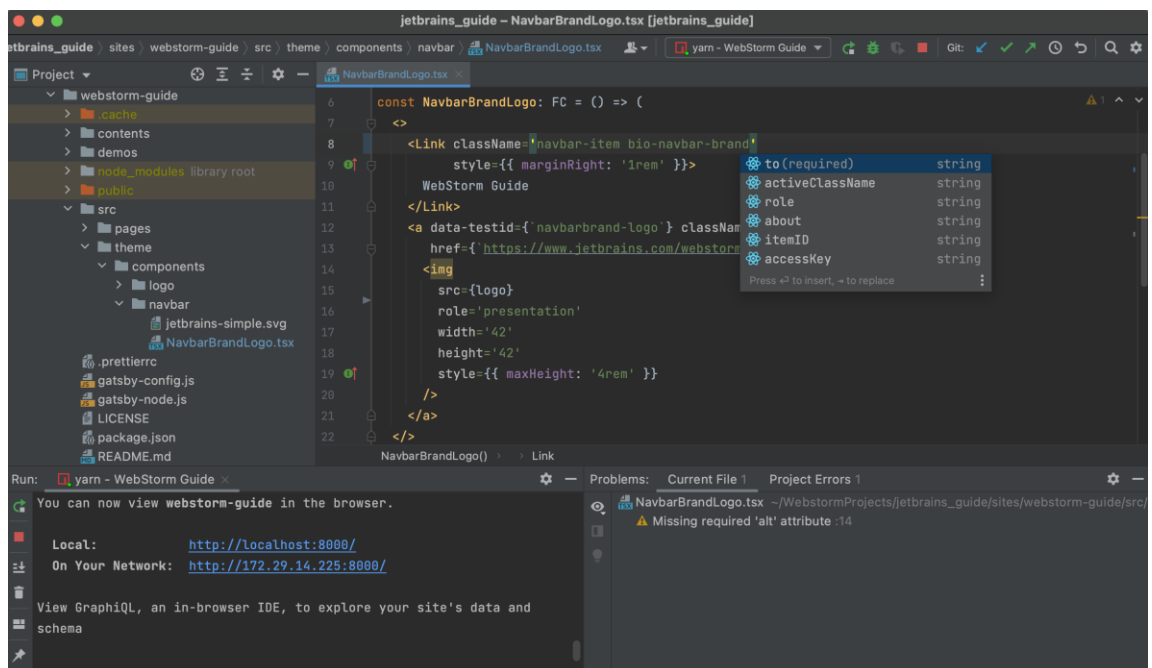 jetbrains_guide – NavbarBrandLogo.tsx [jetbrains_guide]
etbrains_guide › sites › webstorm-guide › src › theme › components › navbar › NavbarBrandLogo.tsx
yarn - WebStorm Guide
Git:
Project
NavbarBrandLogo.tsx
webstorm-guide
.cache
contents
demos
node_modules library root
public
src
pages
theme
components
logo
navbar
jetbrains-simple.svg
NavbarBrandLogo.tsx
.prettierrc
gatsby-config.js
gatsby-node.js
LICENSE
package.json
README.md
6 const NavbarBrandLogo: FC = () => (
7 <>
8 <Link className='navbar-item bio-navbar-brand'
9 style={{ marginRight: '1rem' }}>
10 WebStorm Guide
11 </Link>
12 <a data-testid={`navbarbrand-logo`} classNam
13 href={`https://www.jetbrains.com/webstorm
14 <img
15 src={logo}
16 role='presentation'
17 width='42'
18 height='42'
19 style={{ maxHeight: '4rem' }}
20 />
21 </a>
22 </>
1
to(required) string
activeClassName string
role string
about string
itemID string
accessKey string
Press ↩ to insert, ⇥ to replace
NavbarBrandLogo() › › Link
Run: yarn - WebStorm Guide
You can now view webstorm-guide in the browser.
Local: http://localhost:8000/
On Your Network: http://172.29.14.225:8000/
View GraphiQL, an in-browser IDE, to explore your site's data and
schema
Problems: Current File 1 Project Errors 1
NavbarBrandLogo.tsx ~/WebstormProjects/jetbrains_guide/sites/webstorm-guide/src/
Missing required 'alt' attribute :14